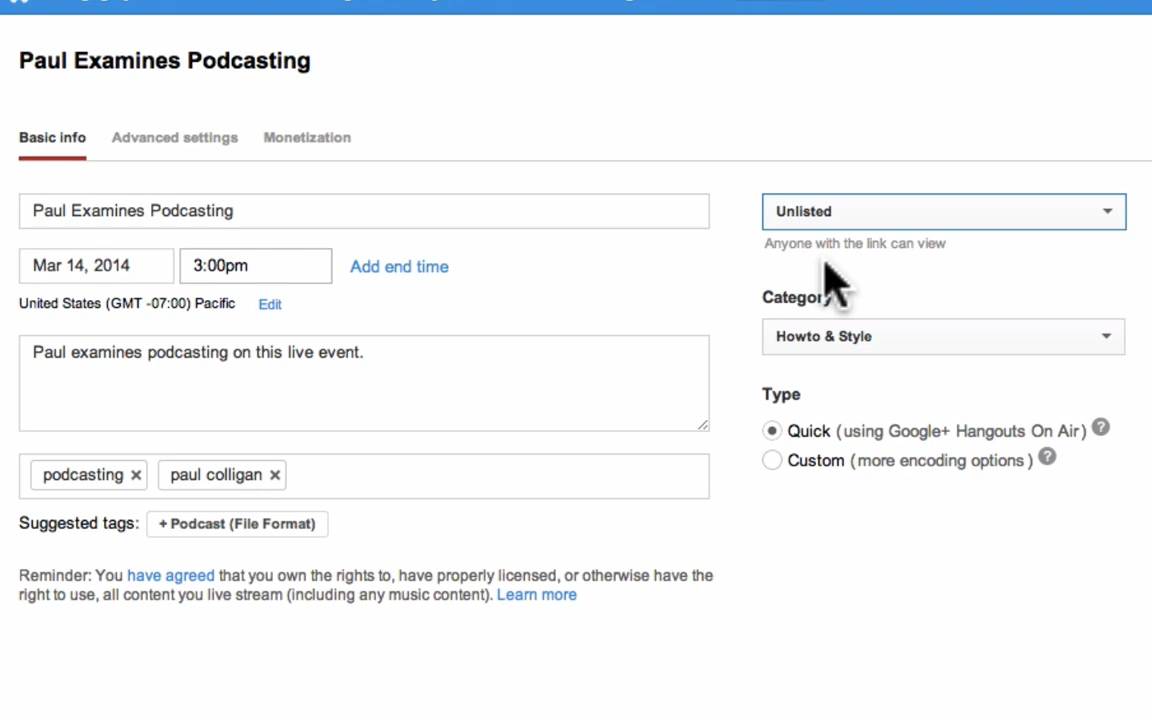 Paul Examines Podcasting
Basic info Advanced settings Monetization
Paul Examines Podcasting
Mar 14, 2014 3:00pm Add end time
United States (GMT -07:00) Pacific Edit
Paul examines podcasting on this live event.
podcasting × paul colligan ×
Suggested tags: + Podcast (File Format)
Reminder: You have agreed that you own the rights to, have properly licensed, or otherwise have the
right to use, all content you live stream (including any music content). Learn more
Unlisted
Anyone with the link can view
Category
Howto & Style
Type
Quick (using Google+ Hangouts On Air) ?
Custom (more encoding options) ?